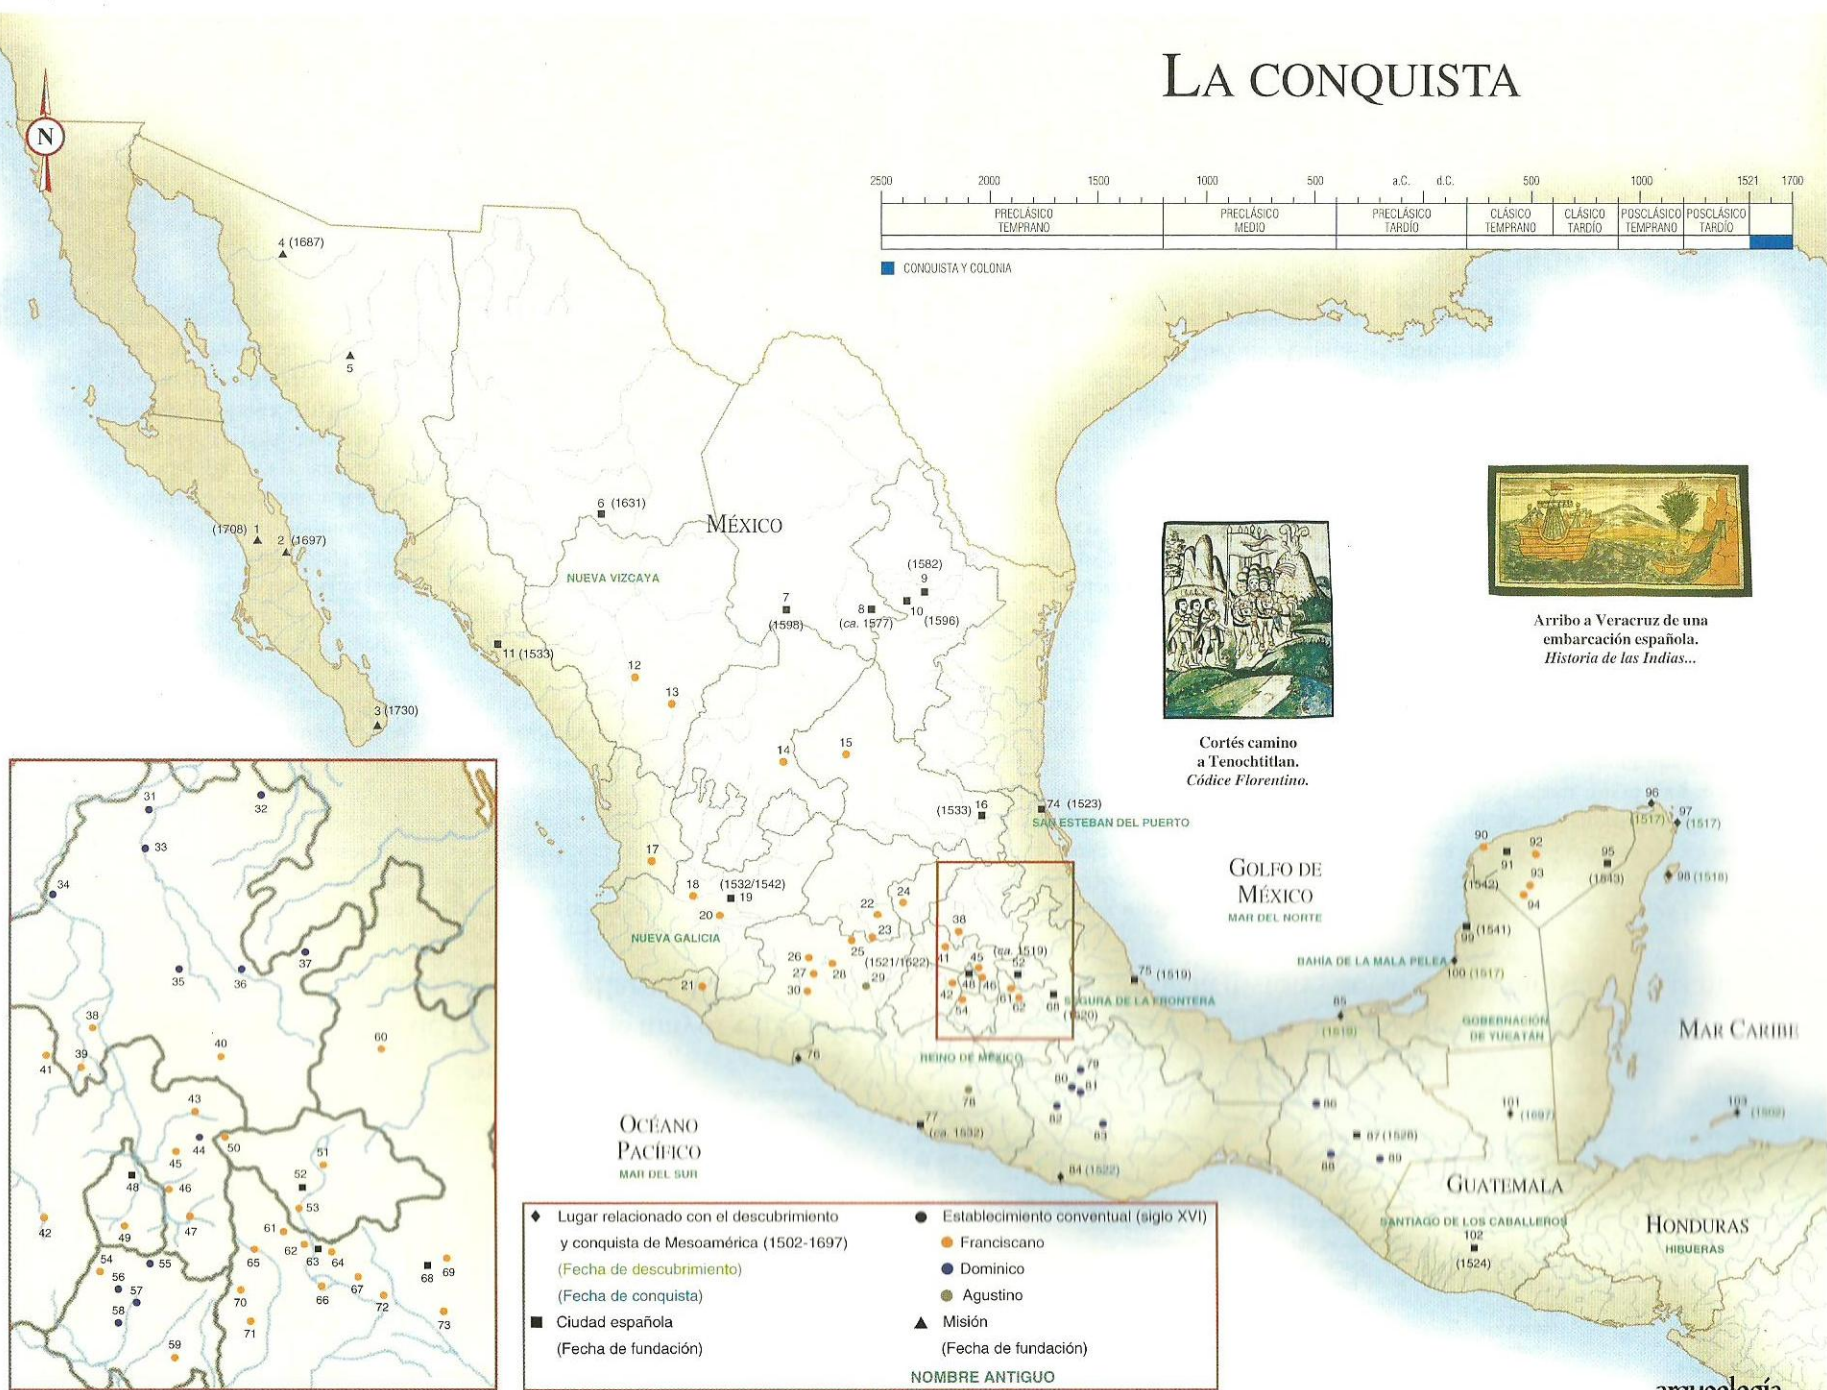 LA CONQUISTA
N
2500 2000 1500 1000 500 a.C. d.C. 500 1000 1521 1700
PRECLÁSICO TEMPRANO
PRECLÁSICO MEDIO
PRECLÁSICO TARDÍO
CLÁSICO TEMPRANO
CLÁSICO TARDÍO
POSCLÁSICO TEMPRANO
POSCLÁSICO TARDÍO
CONQUISTA Y COLONIA
4 (1687)
5
6 (1631)
MÉXICO
(1708) 1
2 (1697)
NUEVA VIZCAYA
(1582)
9
7
(1598)
8
(ca. 1577)
10
(1596)
11 (1533)
12
13
3 (1730)
14
15
Cortés camino
a Tenochtitlan.
Códice Florentino.
Arribo a Veracruz de una
embarcación española.
Historia de las Indias...
(1533) 16
74 (1523)
SAN ESTEBAN DEL PUERTO
17
18
(1532/1542)
19
20
NUEVA GALICIA
21
22
23
24
25
(1521/1622)
26
27
28
29
30
38
41
45
(ca. 1519)
52
48
46
42
54
61
62
68
(1520)
75 (1519)
SEGURA DE LA FRONTERA
REINO DE MÉXICO
76
77
(ca. 1532)
78
79
80
81
82
83
84 (1522)
GOLFO DE
MÉXICO
MAR DEL NORTE
96
(1517)
97
(1517)
98 (1518)
90
91
(1542)
92
93
94
95
(1543)
99 (1541)
BAHÍA DE LA MALA PELEA
100 (1517)
85
(1518)
GOBERNACIÓN
DE YUCATÁN
MAR CARIBE
86
87 (1528)
88
89
101
(1697)
103
(1502)
GUATEMALA
SANTIAGO DE LOS CABALLEROS
102
(1524)
HONDURAS
HIBUERAS
OCÉANO
PACÍFICO
MAR DEL SUR
31
32
33
34
35
36
37
38
39
40
41
60
43
44
45
50
51
52
48
46
53
42
49
47
61
62
63
64
54
55
65
68
69
56
57
58
67
66
70
72
71
73
59
Lugar relacionado con el descubrimiento
y conquista de Mesoamérica (1502-1697)
(Fecha de descubrimiento)
(Fecha de conquista)
Ciudad española
(Fecha de fundación)
Establecimiento conventual (siglo XVI)
Franciscano
Dominico
Agustino
Misión
(Fecha de fundación)
NOMBRE ANTIGUO
arqueología